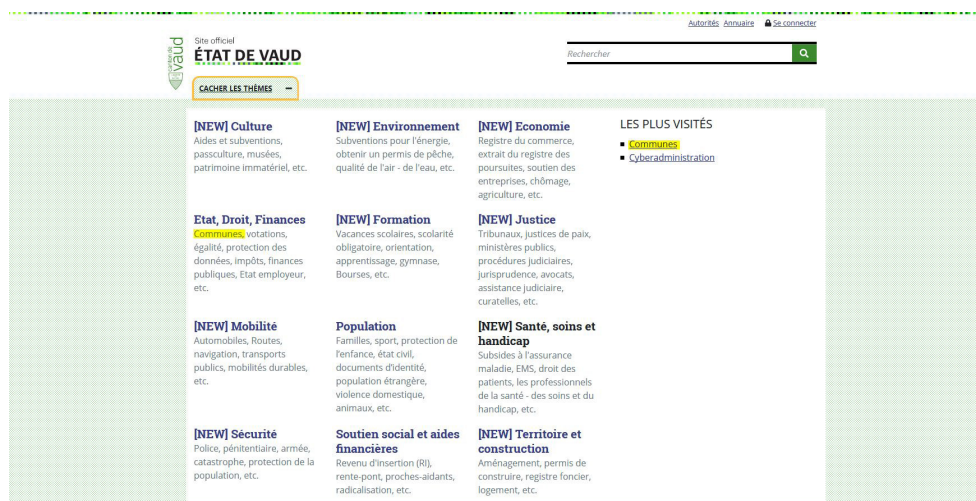 Autorités Annuaire Se connecter
canton de
vaud
Site officiel
ÉTAT DE VAUD
Rechercher
CACHER LES THÈMES –
[NEW] Culture
Aides et subventions,
passculture, musées,
patrimoine immatériel, etc.
[NEW] Environnement
Subventions pour l'énergie,
obtenir un permis de pêche,
qualité de l'air - de l'eau, etc.
[NEW] Economie
Registre du commerce,
extrait du registre des
poursuites, soutien des
entreprises, chômage,
agriculture, etc.
LES PLUS VISITÉS
Communes
Cyberadministration
Etat, Droit, Finances
Communes, votations,
égalité, protection des
données, impôts, finances
publiques, Etat employeur,
etc.
[NEW] Formation
Vacances scolaires, scolarité
obligatoire, orientation,
apprentissage, gymnase,
Bourses, etc.
[NEW] Justice
Tribunaux, justices de paix,
ministères publics,
procédures judiciaires,
jurisprudence, avocats,
assistance judiciaire,
curatelles, etc.
[NEW] Mobilité
Automobiles, Routes,
navigation, transports
publics, mobilités durables,
etc.
Population
Familles, sport, protection de
l'enfance, état civil,
documents d'identité,
population étrangère,
violence domestique,
animaux, etc.
[NEW] Santé, soins et
handicap
Subsides à l'assurance
maladie, EMS, droit des
patients, les professionnels
de la santé - des soins et du
handicap, etc.
[NEW] Sécurité
Police, pénitentiaire, armée,
catastrophe, protection de la
population, etc.
Soutien social et aides
financières
Revenu d'insertion (RI),
rente-pont, proches-aidants,
radicalisation, etc.
[NEW] Territoire et
construction
Aménagement, permis de
construire, registre foncier,
logement, etc.